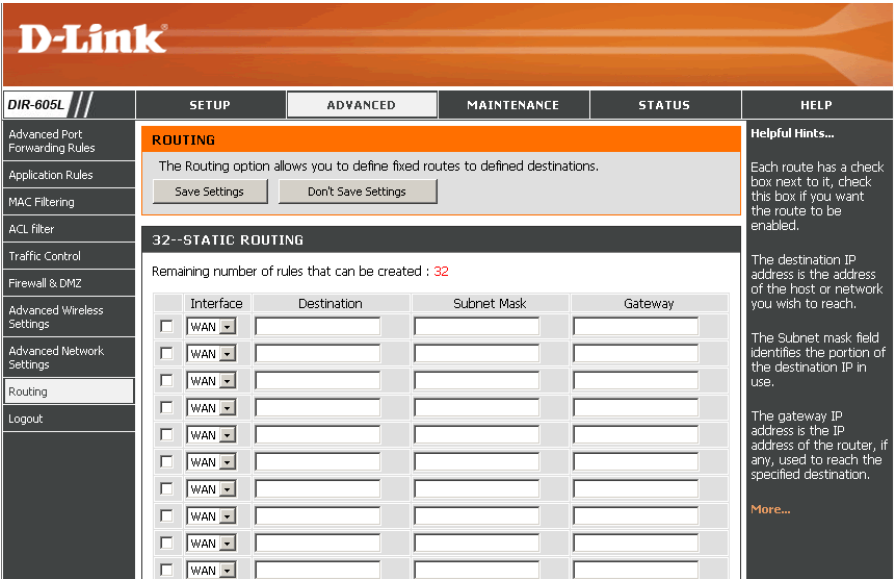 D-Link
DIR-605L
SETUP
ADVANCED
MAINTENANCE
STATUS
HELP
Advanced Port
Forwarding Rules
Application Rules
MAC Filtering
ACL filter
Traffic Control
Firewall & DMZ
Advanced Wireless
Settings
Advanced Network
Settings
Routing
Logout
ROUTING
The Routing option allows you to define fixed routes to defined destinations.
Save Settings
Don't Save Settings
32--STATIC ROUTING
Remaining number of rules that can be created : 32
Interface Destination Subnet Mask Gateway
WAN
WAN
WAN
WAN
WAN
WAN
WAN
WAN
WAN
WAN
Helpful Hints...
Each route has a check
box next to it, check
this box if you want
the route to be
enabled.
The destination IP
address is the address
of the host or network
you wish to reach.
The Subnet mask field
identifies the portion of
the destination IP in
use.
The gateway IP
address is the IP
address of the router, if
any, used to reach the
specified destination.
More...